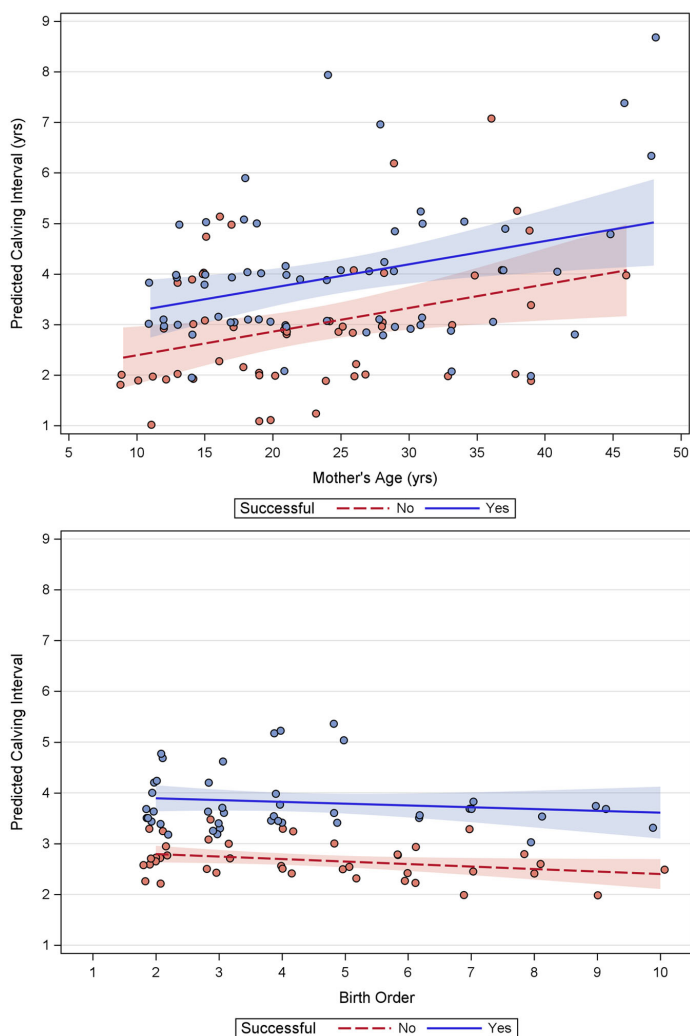 Predicted Calving Interval (yrs)
9
8
7
6
5
4
3
2
1
5 10 15 20 25 30 35 40 45 50
Mother's Age (yrs)
Successful No Yes
Predicted Calving Interval
9
8
7
6
5
4
3
2
1
1 2 3 4 5 6 7 8 9 10
Birth Order
Successful No Yes